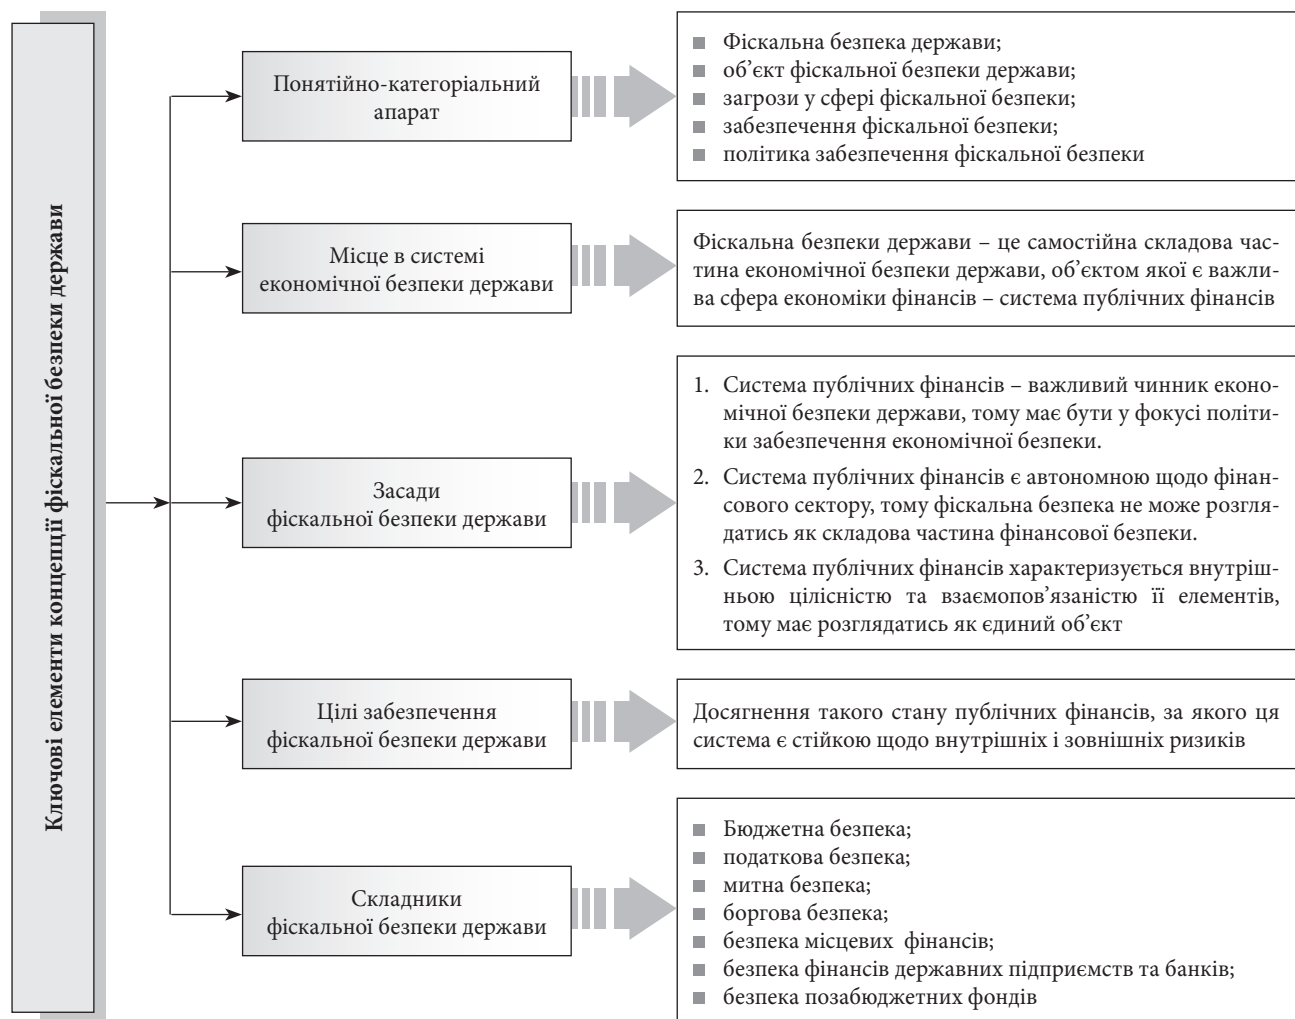 Ключові елементи концепції фіскальної безпеки держави
Понятійно-категоріальний
апарат
■ Фіскальна безпека держави;
■ об’єкт фіскальної безпеки держави;
■ загрози у сфері фіскальної безпеки;
■ забезпечення фіскальної безпеки;
■ політика забезпечення фіскальної безпеки
Місце в системі
економічної безпеки держави
Фіскальна безпеки держави – це самостійна складова час-
тина економічної безпеки держави, об’єктом якої є важли-
ва сфера економіки фінансів – система публічних фінансів
Засади
фіскальної безпеки держави
1. Система публічних фінансів – важливий чинник еконо-
мічної безпеки держави, тому має бути у фокусі політи-
ки забезпечення економічної безпеки.
2. Система публічних фінансів є автономною щодо фінан-
сового сектору, тому фіскальна безпека не може розгля-
датись як складова частина фінансової безпеки.
3. Система публічних фінансів характеризується внутріш-
ньою цілісністю та взаємопов’язаністю її елементів,
тому має розглядатись як єдиний об’єкт
Цілі забезпечення
фіскальної безпеки держави
Досягнення такого стану публічних фінансів, за якого ця
система є стійкою щодо внутрішніх і зовнішніх ризиків
Складники
фіскальної безпеки держави
■ Бюджетна безпека;
■ податкова безпека;
■ митна безпека;
■ боргова безпека;
■ безпека місцевих фінансів;
■ безпека фінансів державних підприємств та банків;
■ безпека позабюджетних фондів